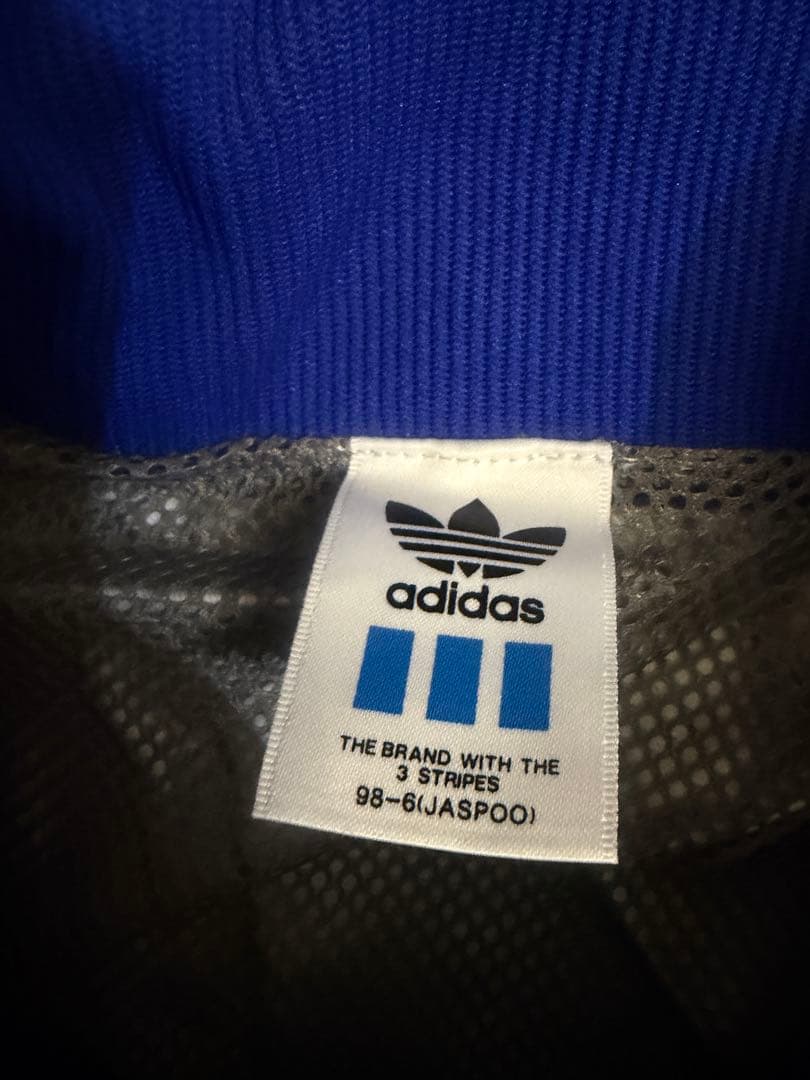 adidas
THE BRAND WITH THE
3 STRIPES
98-6(JASPOO)